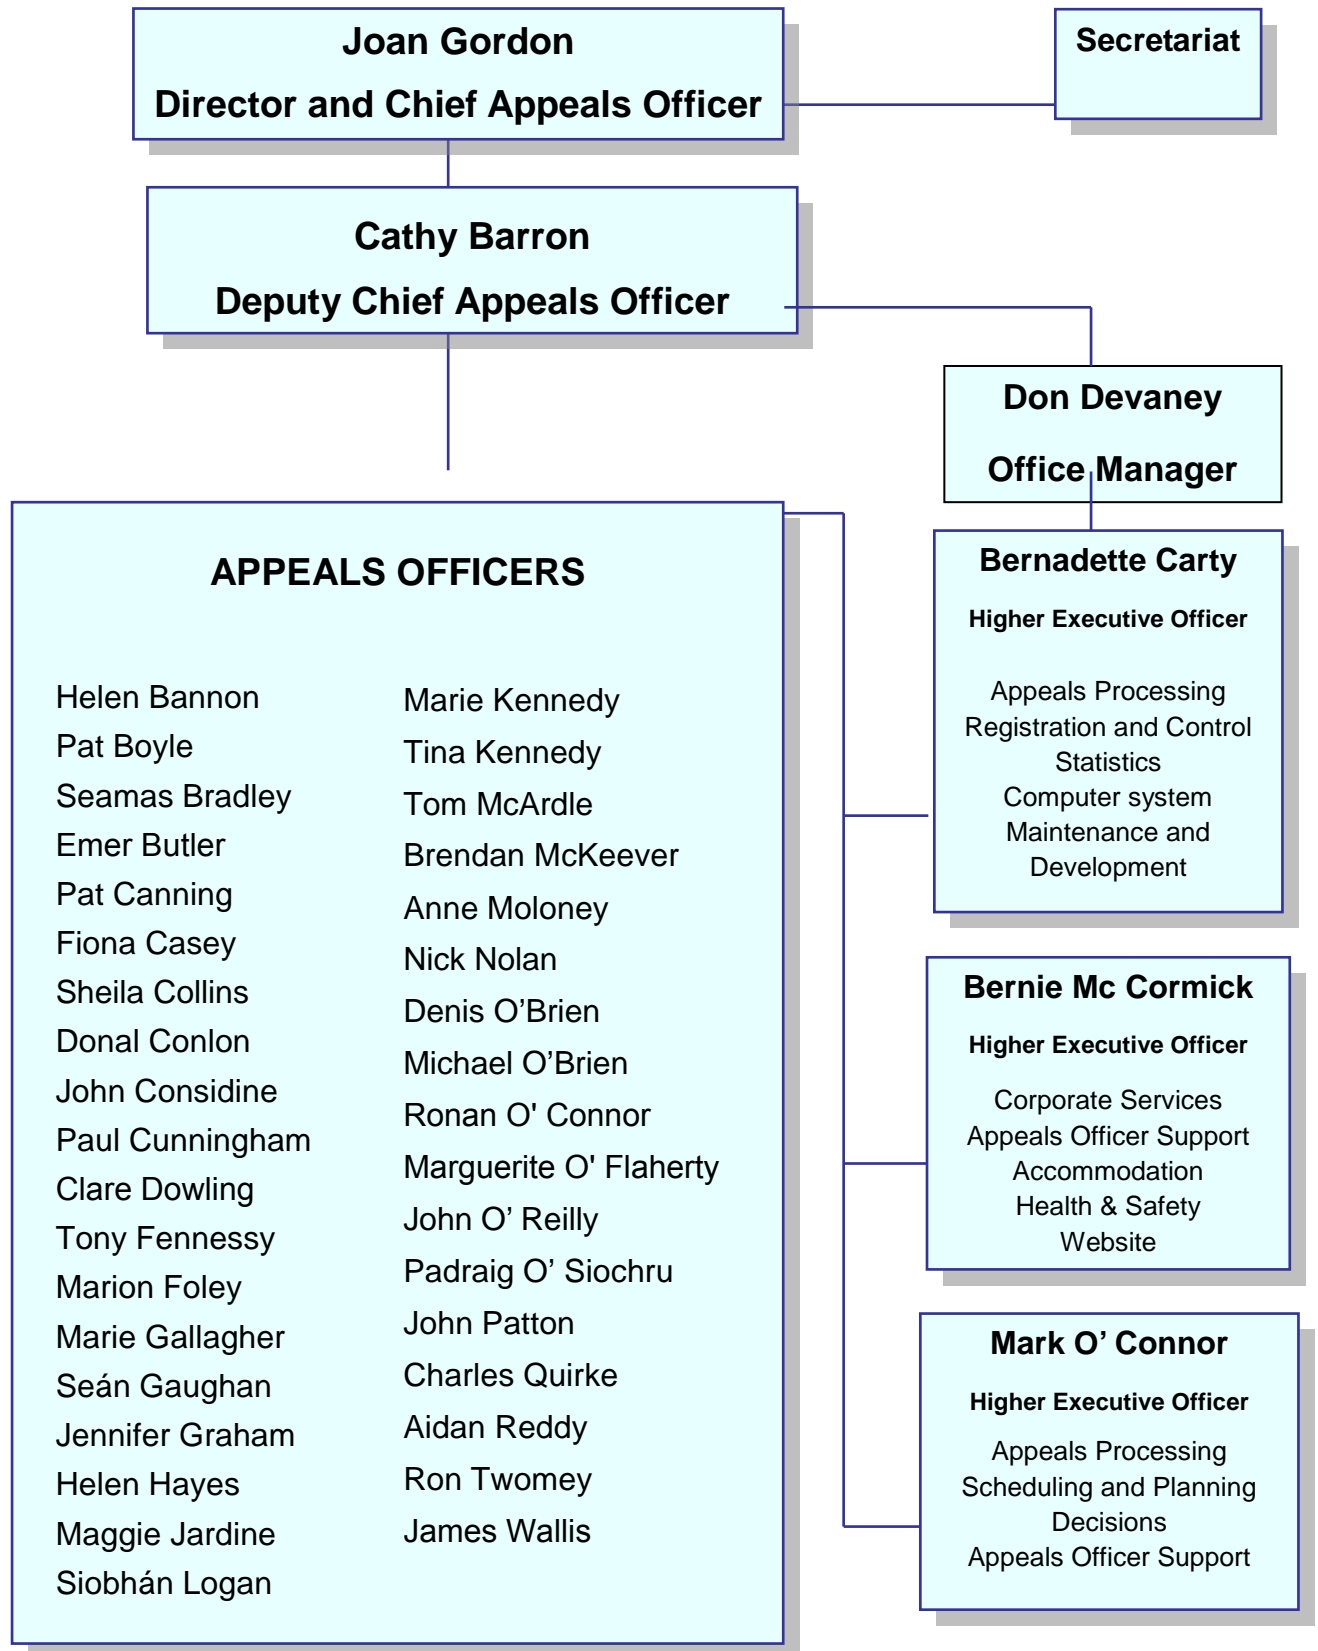 Joan Gordon
Director and Chief Appeals Officer
Secretariat
Cathy Barron
Deputy Chief Appeals Officer
Don Devaney
Office Manager
APPEALS OFFICERS
Helen Bannon
Pat Boyle
Seamas Bradley
Emer Butler
Pat Canning
Fiona Casey
Sheila Collins
Donal Conlon
John Considine
Paul Cunningham
Clare Dowling
Tony Fennessy
Marion Foley
Marie Gallagher
Seán Gaughan
Jennifer Graham
Helen Hayes
Maggie Jardine
Siobhán Logan
Marie Kennedy
Tina Kennedy
Tom McArdle
Brendan McKeever
Anne Moloney
Nick Nolan
Denis O’Brien
Michael O’Brien
Ronan O' Connor
Marguerite O' Flaherty
John O’ Reilly
Padraig O’ Siochru
John Patton
Charles Quirke
Aidan Reddy
Ron Twomey
James Wallis
Bernadette Carty
Higher Executive Officer
Appeals Processing
Registration and Control
Statistics
Computer system
Maintenance and
Development
Bernie Mc Cormick
Higher Executive Officer
Corporate Services
Appeals Officer Support
Accommodation
Health & Safety
Website
Mark O’ Connor
Higher Executive Officer
Appeals Processing
Scheduling and Planning
Decisions
Appeals Officer Support